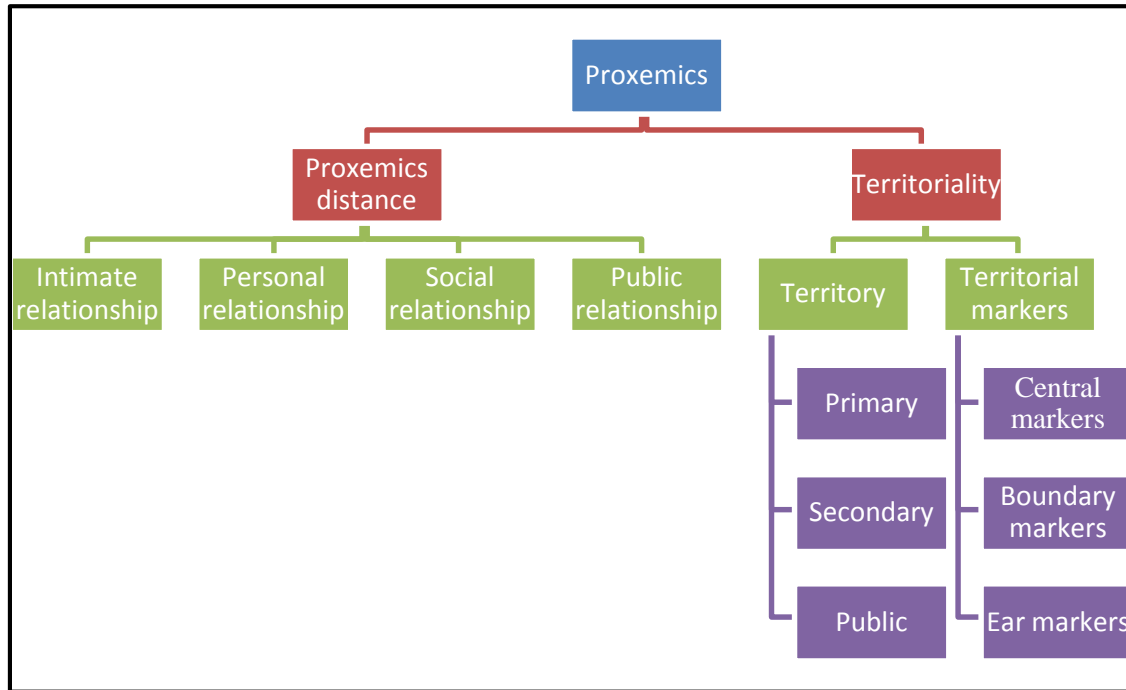 Proxemics
Proxemics
distance
Territoriality
Intimate
relationship
Personal
relationship
Social
relationship
Public
relationship
Territory
Territorial
markers
Primary
Central
markers
Secondary
Boundary
markers
Public
Ear markers